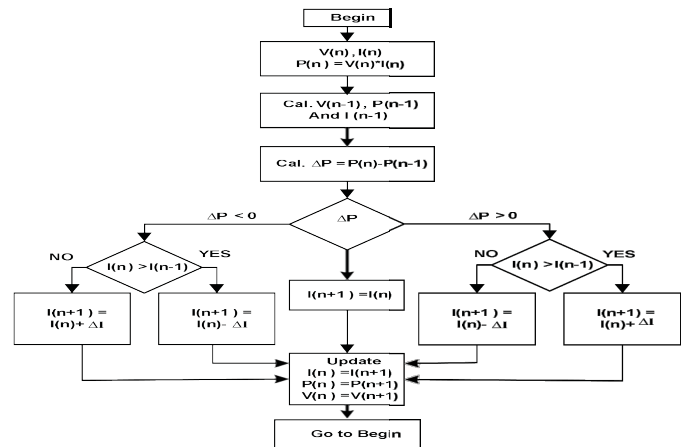 Begin
V(n) , I(n)
P(n ) =V(n)*I(n)
Cal. V(n-1) , P(n-1)
And I (n-1)
Cal. ΔP =P(n)-P(n-1)
ΔP < 0
ΔP
ΔP > 0
NO
I(n ) >I(n-1)
YES
NO
I(n ) >I(n-1)
YES
I(n+1 ) =
I(n)+ ΔI
I(n+1 ) =
I(n)- ΔI
I(n+1 ) =I(n)
I(n+1 ) =
I(n)- ΔI
I(n+1) =
I(n)+ ΔI
Update
I(n ) =I(n+1)
P(n ) =P(n+1)
V(n ) =V(n+1)
Go to Begin